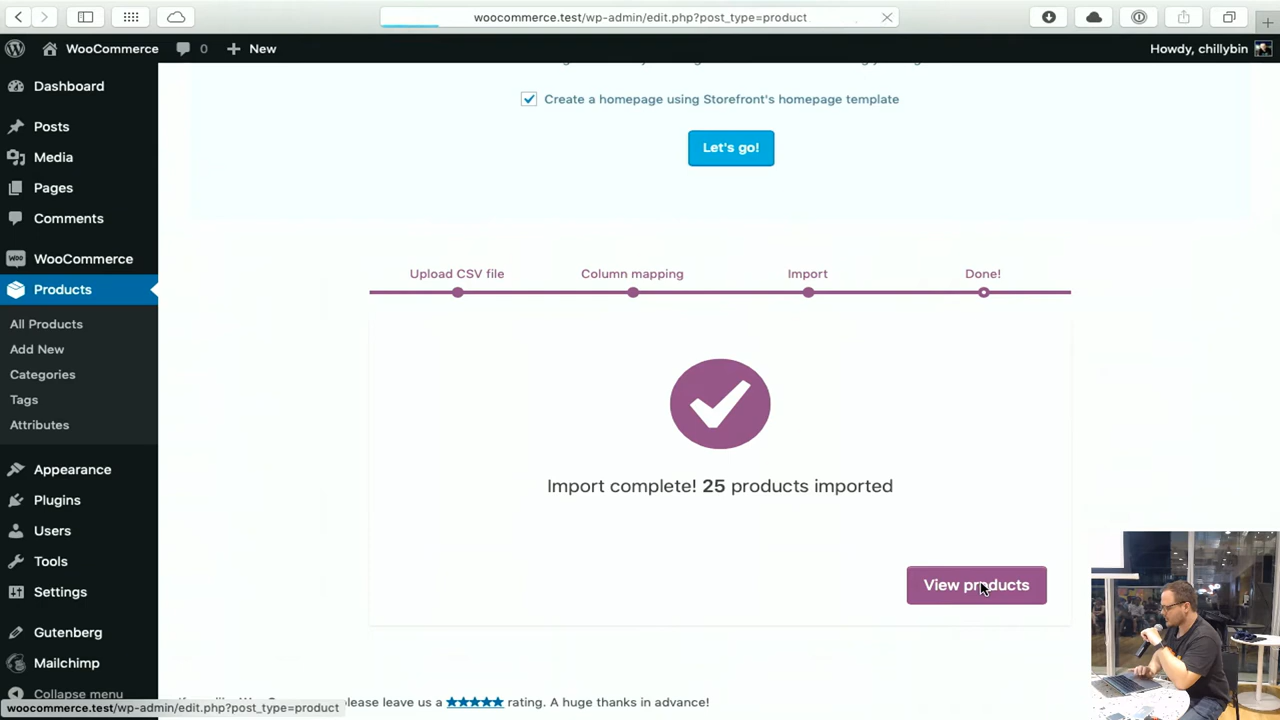 woocommerce.test/wp-admin/edit.php?post_type=product
WooCommerce 0 New
Howdy, chillybin
Dashboard
Posts
Media
Pages
Comments
WooCommerce
Products
All Products
Add New
Categories
Tags
Attributes
Appearance
Plugins
Users
Tools
Settings
Gutenberg
Mailchimp
Collapse menu
Create a homepage using Storefront's homepage template
Let's go!
Upload CSV file
Column mapping
Import
Done!
Import complete! 25 products imported
View products
please leave us a ★★★★★ rating. A huge thanks in advance!
woocommerce.test/wp-admin/edit.php?post_type=product